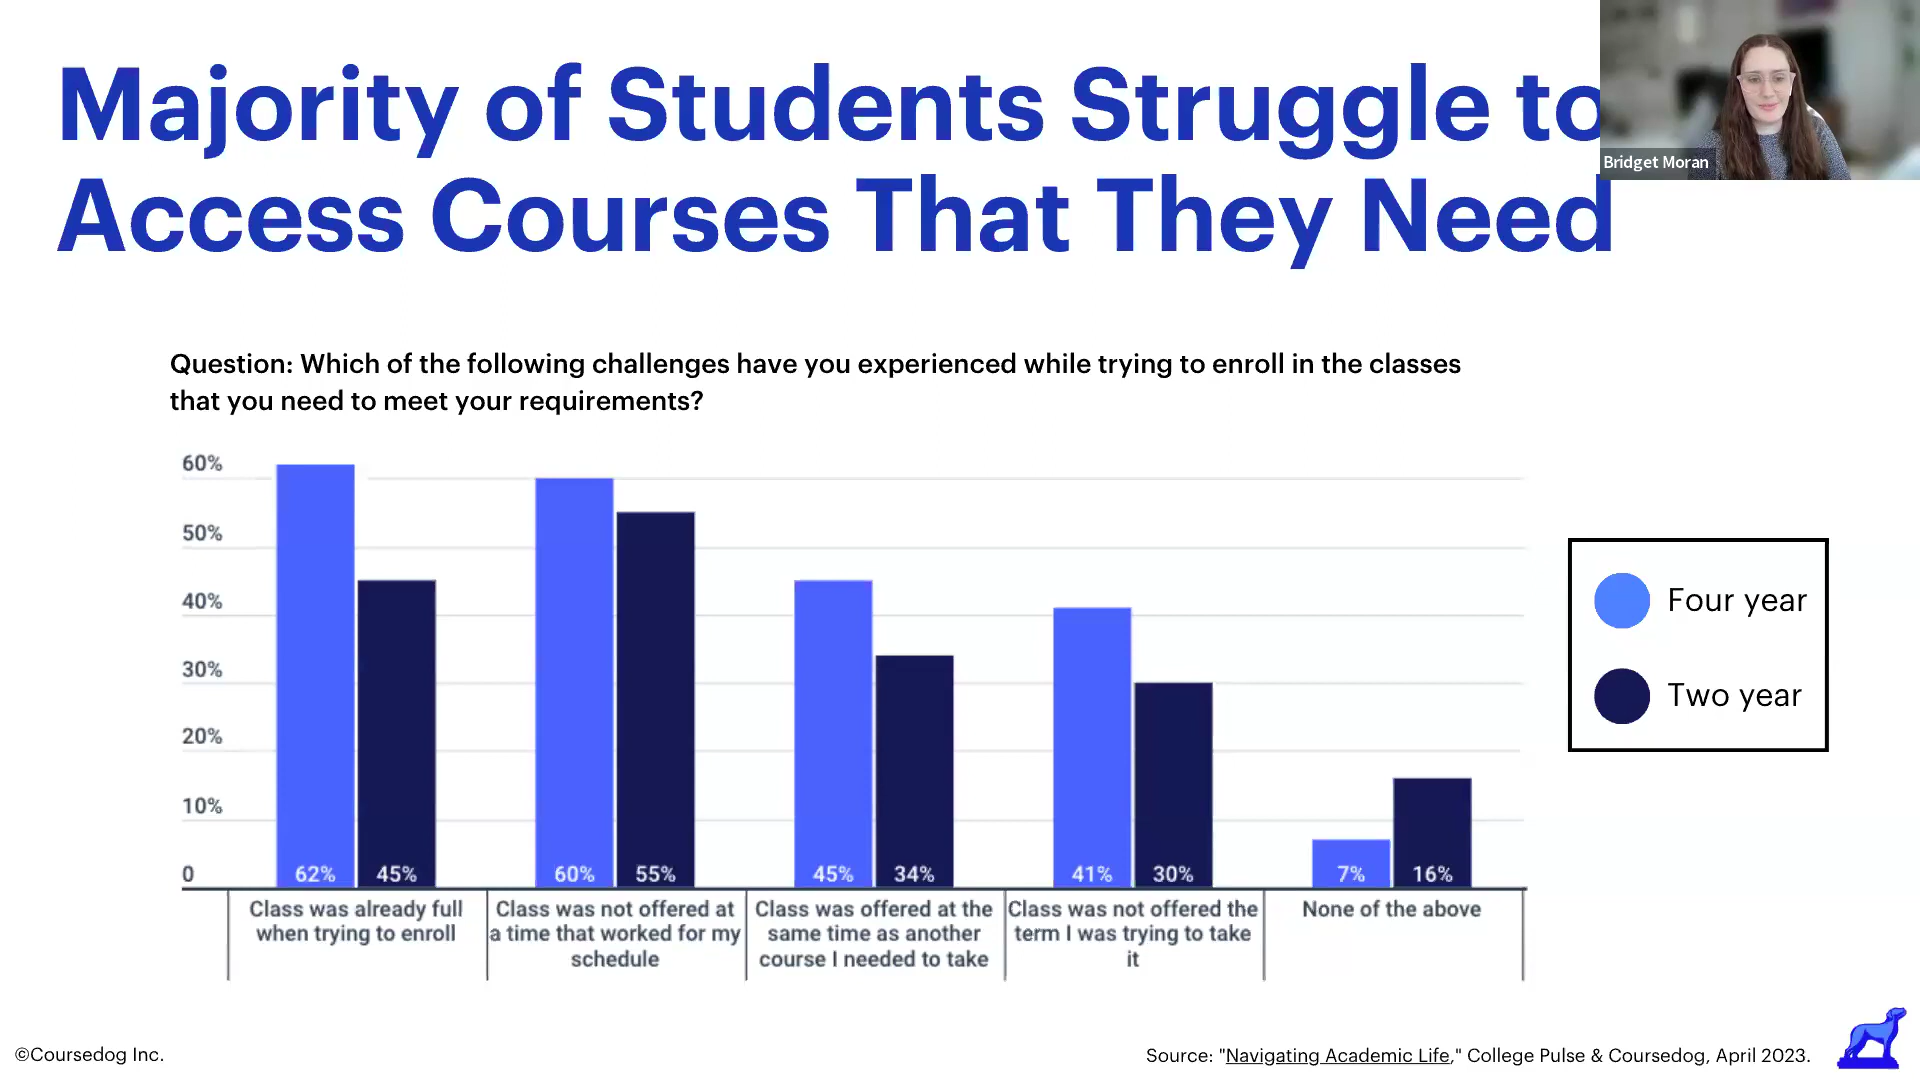 Majority of Students Struggle to
Access Courses That They Need
Bridget Moran
Question: Which of the following challenges have you experienced while trying to enroll in the classes
that you need to meet your requirements?
60%
50%
40%
30%
20%
10%
0
62%
45%
60%
55%
45%
34%
41%
30%
7%
16%
Class was already full
when trying to enroll
Class was not offered at
a time that worked for my
schedule
Class was offered at the
same time as another
course I needed to take
Class was not offered the
term I was trying to take
it
None of the above
Four year
Two year
©Coursedog Inc.
Source: "Navigating Academic Life," College Pulse & Coursedog, April 2023.